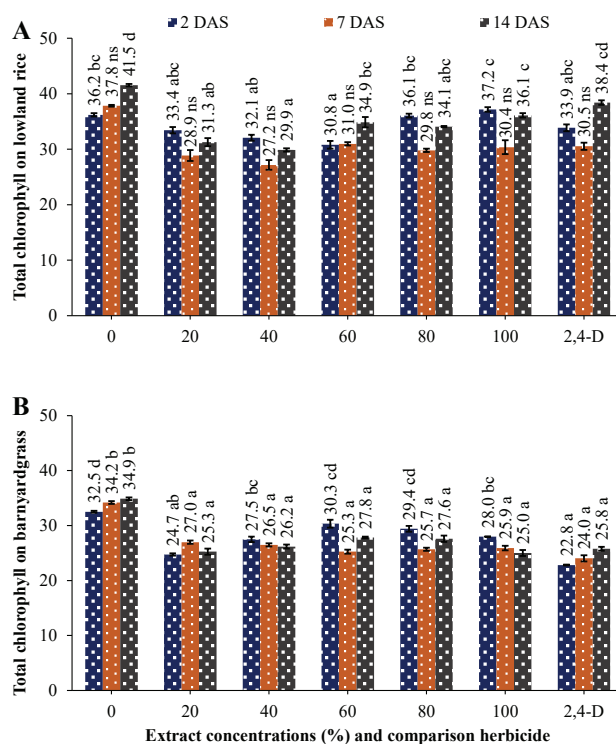 A
2 DAS 7 DAS 14 DAS
Total chlorophyll on lowland rice
50
40
30
20
10
0
36.2 bc 37.8 ns 41.5 d
33.4 abc 28.9 ns 31.3 ab
32.1 ab 27.2 ns 29.9 a
30.8 a 31.0 ns 34.9 bc
36.1 bc 29.8 ns 34.1 abc
37.2 c 30.4 ns 36.1 c
33.9 abc 30.5 ns 38.4 cd
0 20 40 60 80 100 2,4-D
B
Total chlorophyll on barnyardgrass
50
40
30
20
10
0
32.5 d 34.2 b 34.9 b
24.7 ab 27.0 a 25.3 a
27.5 bc 26.5 a 26.2 a
30.3 cd 25.3 a 27.8 a
29.4 cd 25.7 a 27.6 a
28.0 bc 25.9 a 25.0 a
22.8 a 24.0 a 25.8 a
0 20 40 60 80 100 2,4-D
Extract concentrations (%) and comparison herbicide